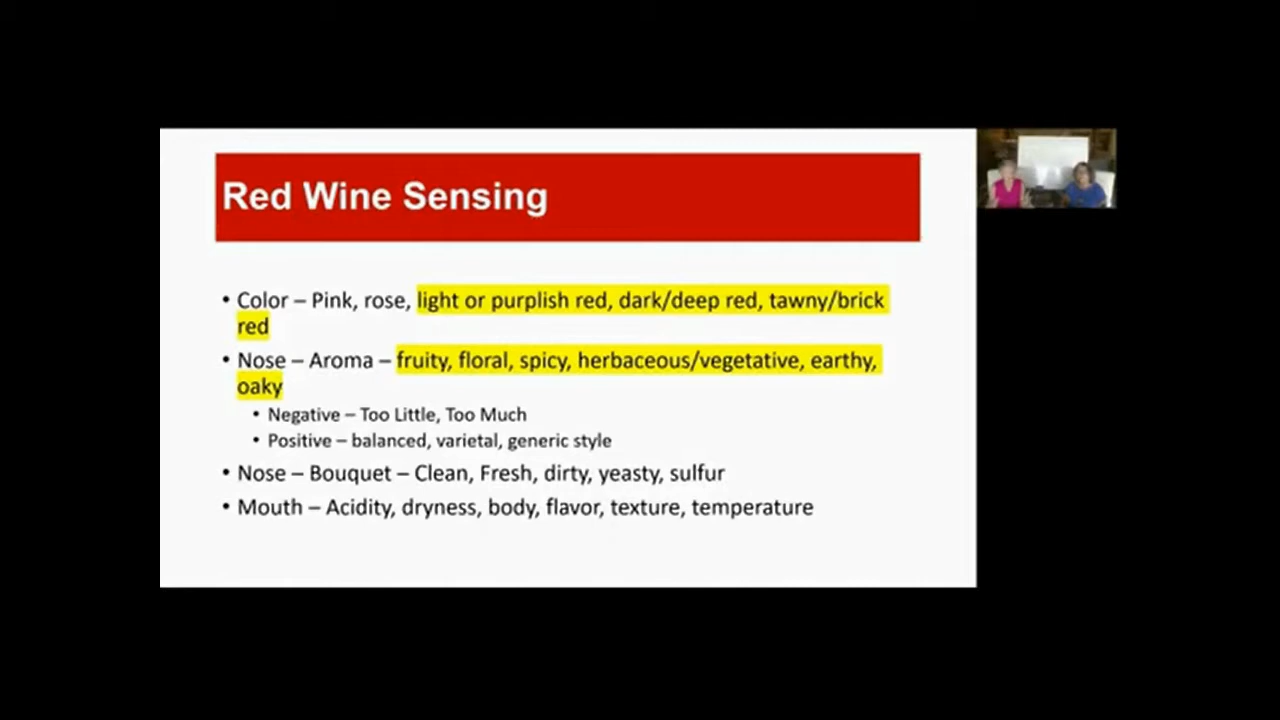 Red Wine Sensing
• Color – Pink, rose, light or purplish red, dark/deep red, tawny/brick
red
• Nose – Aroma – fruity, floral, spicy, herbaceous/vegetative, earthy,
oaky
• Negative – Too Little, Too Much
• Positive – balanced, varietal, generic style
• Nose – Bouquet – Clean, Fresh, dirty, yeasty, sulfur
• Mouth – Acidity, dryness, body, flavor, texture, temperature